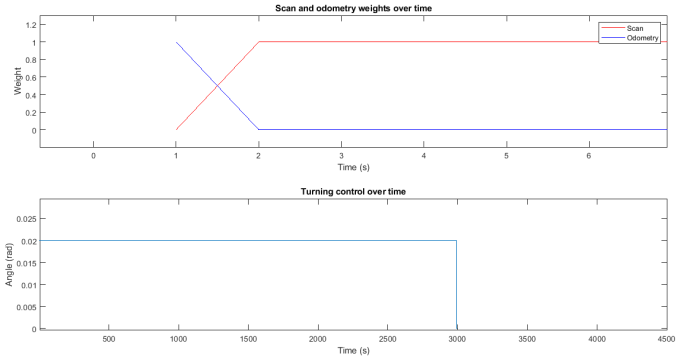 Scan and odometry weights over time
1.2
1
0.8
0.6
0.4
0.2
0
Weight
Scan
Odometry
0 1 2 3 4 5 6
Time (s)
Turning control over time
0.025
0.02
0.015
0.01
0.005
0
Angle (rad)
500 1000 1500 2000 2500 3000 3500 4000 4500
Time (s)